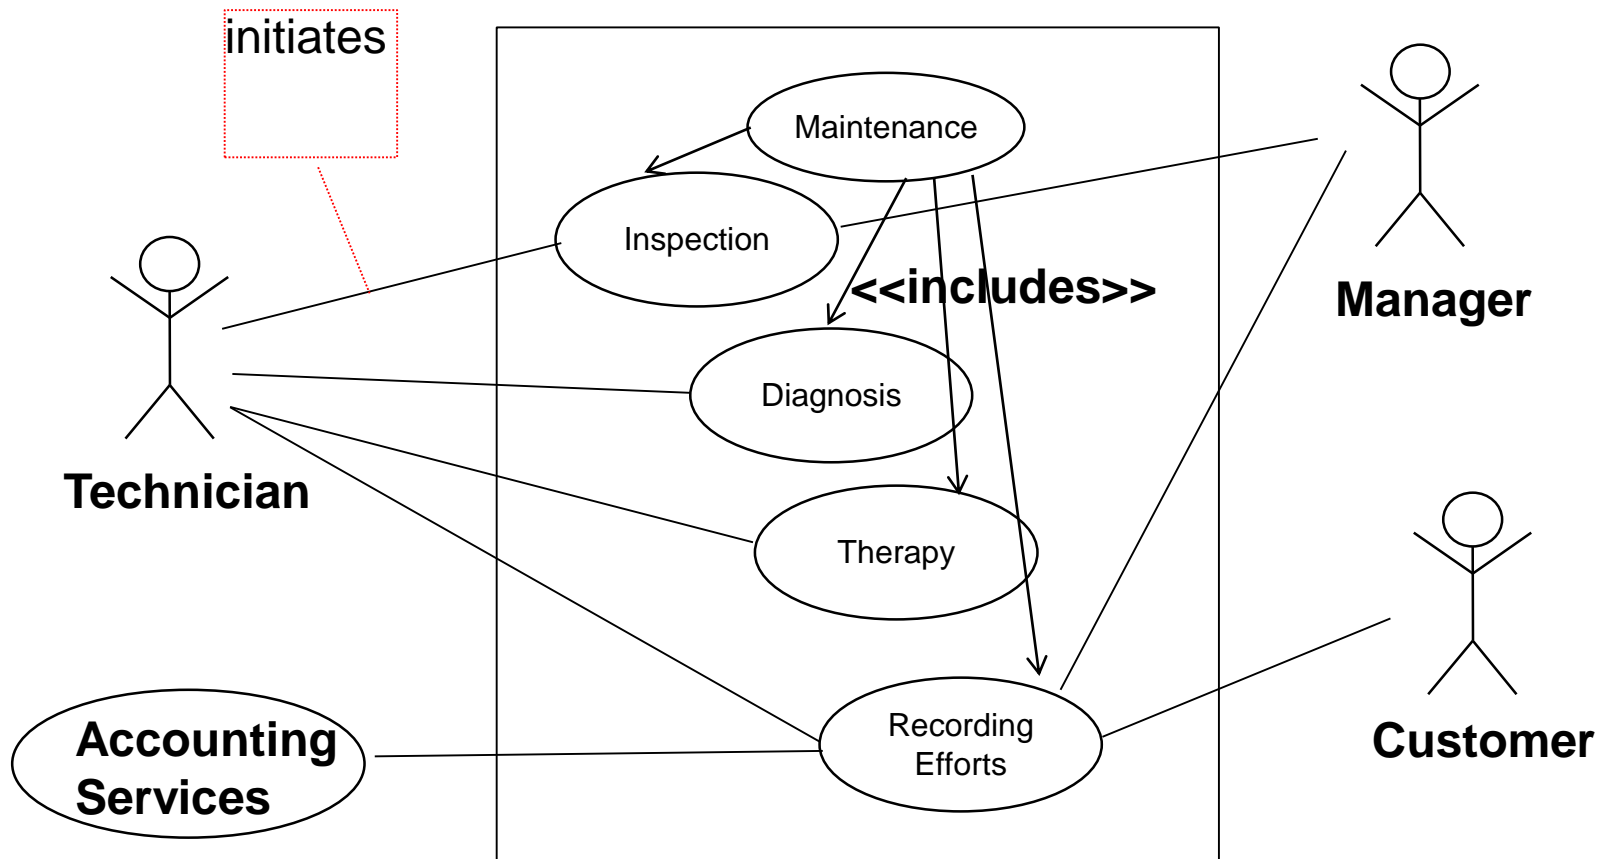 initiates
Maintenance
Inspection
<<includes>>
Manager
Diagnosis
Technician
Therapy
Recording
Efforts
Accounting
Services
Customer